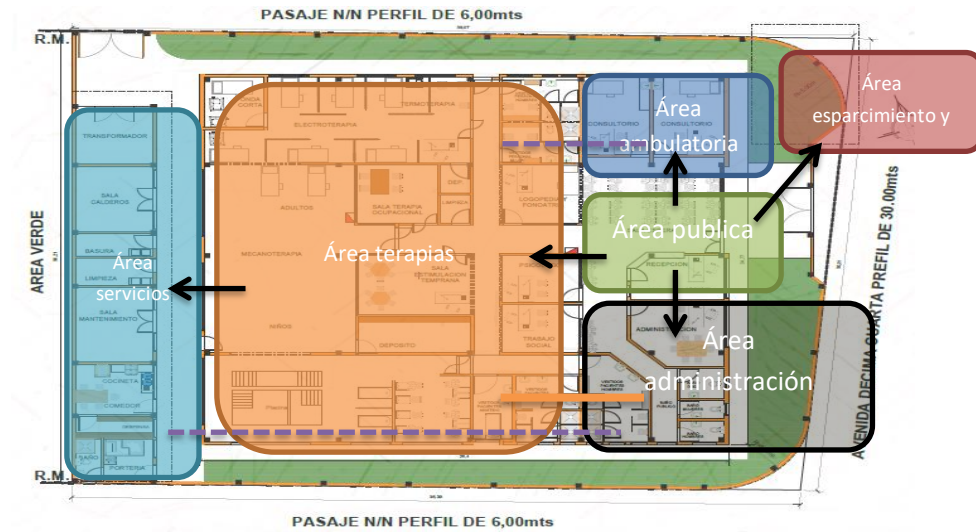 PASAJE N/N PERFIL DE 6,00mts
R.M.
TERMOTERAPIA
ELECTROTERAPIA
CONSULTORIO
CONSULTORIO
Área
esparcimiento y
Área
ambulatoria
TRANSFORMADOR
SALA
CALDEROS
BASURA
LIMPIEZA
SALA
MANTENIMIENTO
Área
servicios
COCINETA
COMEDOR
PORTERIA
ADULTOS
SALA TERAPIA
OCUPACIONAL
DEP.
LIMPIEZA
LOGOPEDIA Y
MECANOTERAPIA
Área terapias
SALA
ESTIMULACION
TEMPRANA
NIÑOS
DEPOSITO
TRABAJO
SOCIAL
Área publica
RECEPCION
ADMINISTRACION
Área
administración
AREA VERDE
AVENIDA DECIMA CUARTA PREFIL DE 30.00mts
R.M.
PASAJE N/N PERFIL DE 6,00mts